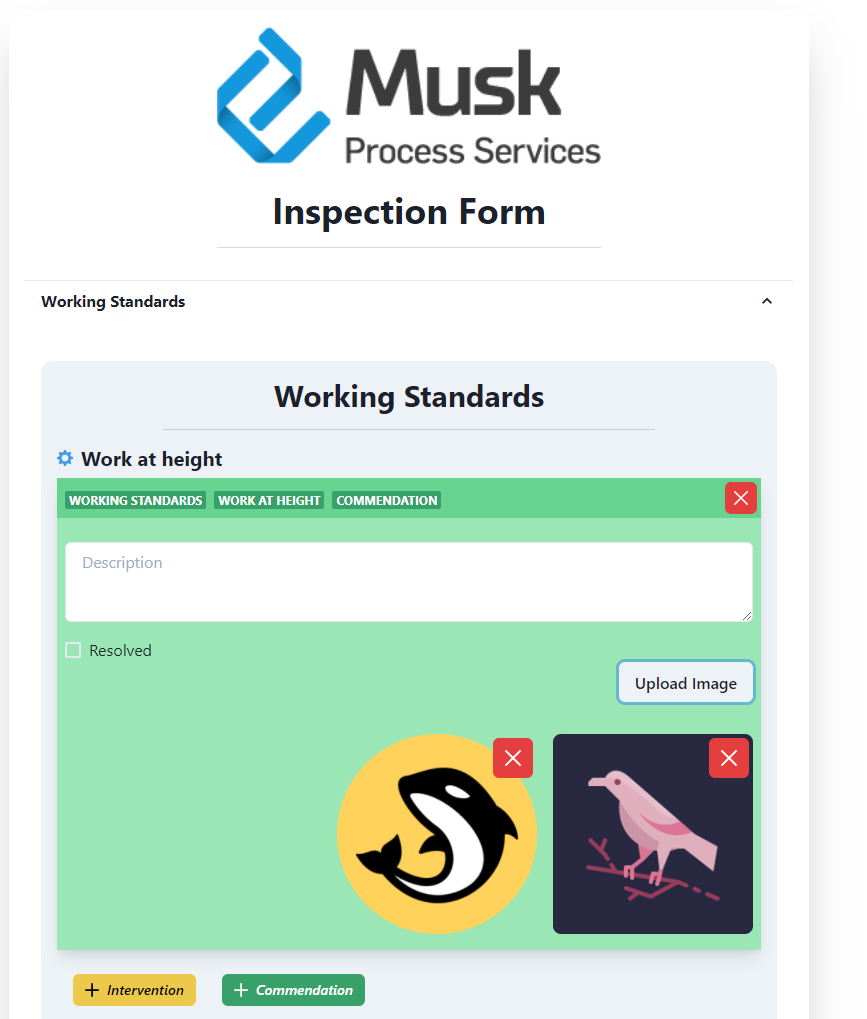 Musk
Process Services
Inspection Form
Working Standards
Working Standards
Work at height
WORKING STANDARDS WORK AT HEIGHT COMMENDATION
Description
Resolved
Upload Image
Intervention Commendation